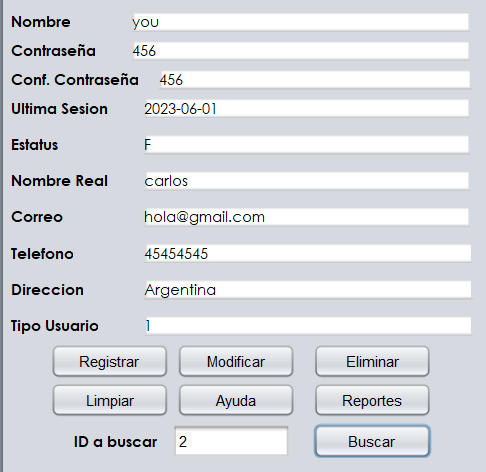 Nombre you
Contraseña 456
Conf. Contraseña 456
Ultima Sesion 2023-06-01
Estatus F
Nombre Real carlos
Correo hola@gmail.com
Telefono 45454545
Direccion Argentina
Tipo Usuario 1
Registrar Modificar Eliminar
Limpiar Ayuda Reportes
ID a buscar 2 Buscar